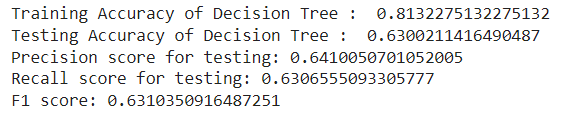 Training Accuracy of Decision Tree :  0.8132275132275132
Testing Accuracy of Decision Tree :  0.6300211416490487
Precision score for testing: 0.6410050701052005
Recall score for testing: 0.6306555093305777
F1 score: 0.6310350916487251